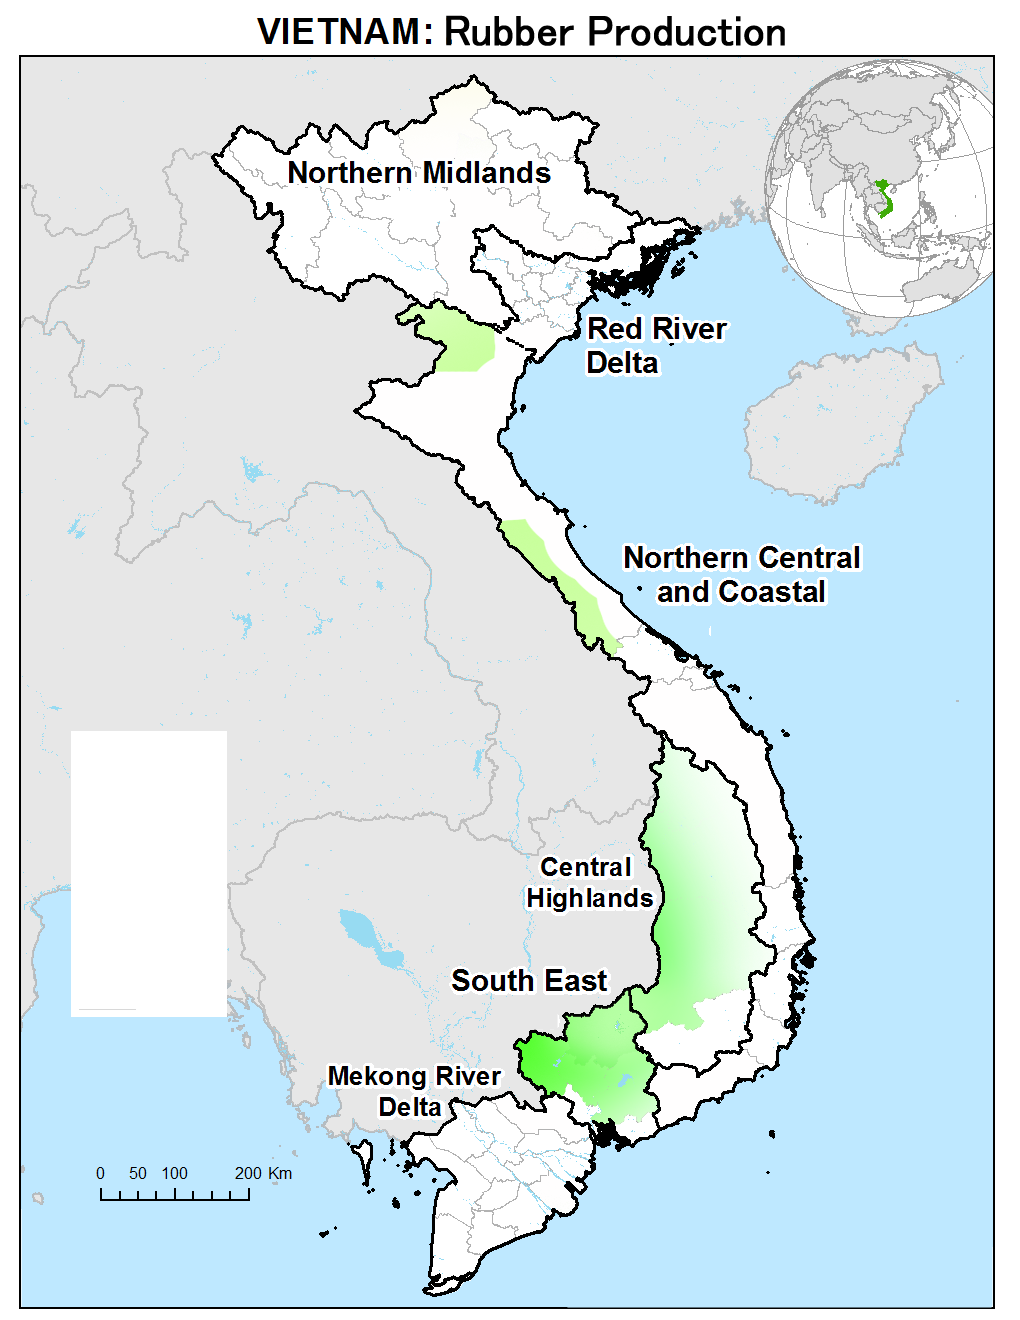 VIETNAM: Rubber Production
Northern Midlands
Red River
Delta
Northern Central
and Coastal
Central
Highlands
South East
Mekong River
Delta
0 50 100 200 Km